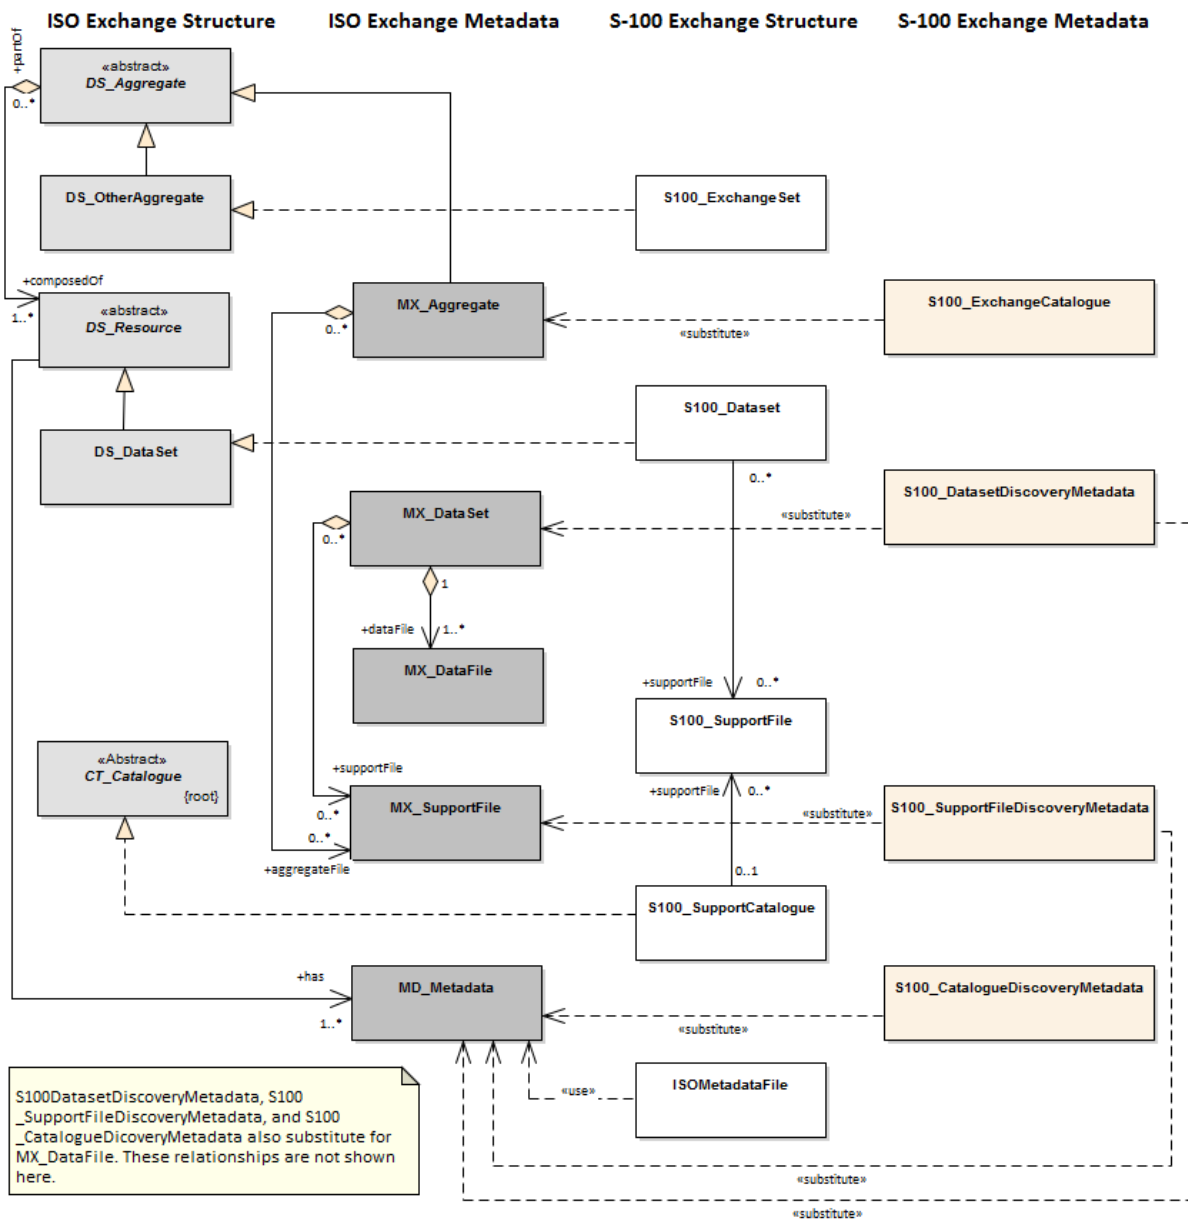 ISO Exchange Structure
ISO Exchange Metadata
S-100 Exchange Structure
S-100 Exchange Metadata
+partOf
0..*
«abstract»
DS_Aggregate
DS_OtherAggregate
S100_ExchangeSet
+composedOf
1..*
«abstract»
DS_Resource
MX_Aggregate
0..*
«substitute»
S100_ExchangeCatalogue
DS_DataSet
S100_Dataset
0..*
MX_DataSet
0..*
1
«substitute»
S100_DatasetDiscoveryMetadata
+dataFile
1..*
MX_DataFile
+supportFile
0..*
S100_SupportFile
«Abstract»
CT_Catalogue
{root}
+supportFile
0..*
0..*
+aggregateFile
MX_SupportFile
+supportFile
0..*
«substitute»
S100_SupportFileDiscoveryMetadata
0..1
S100_SupportCatalogue
+has
1..*
MD_Metadata
«substitute»
S100_CatalogueDiscoveryMetadata
«use»
ISOMetadataFile
S100DatasetDiscoveryMetadata, S100
_SupportFileDiscoveryMetadata, and S100
_CatalogueDicoveryMetadata also substitute for
MX_DataFile. These relationships are not shown
here.
«substitute»
«substitute»